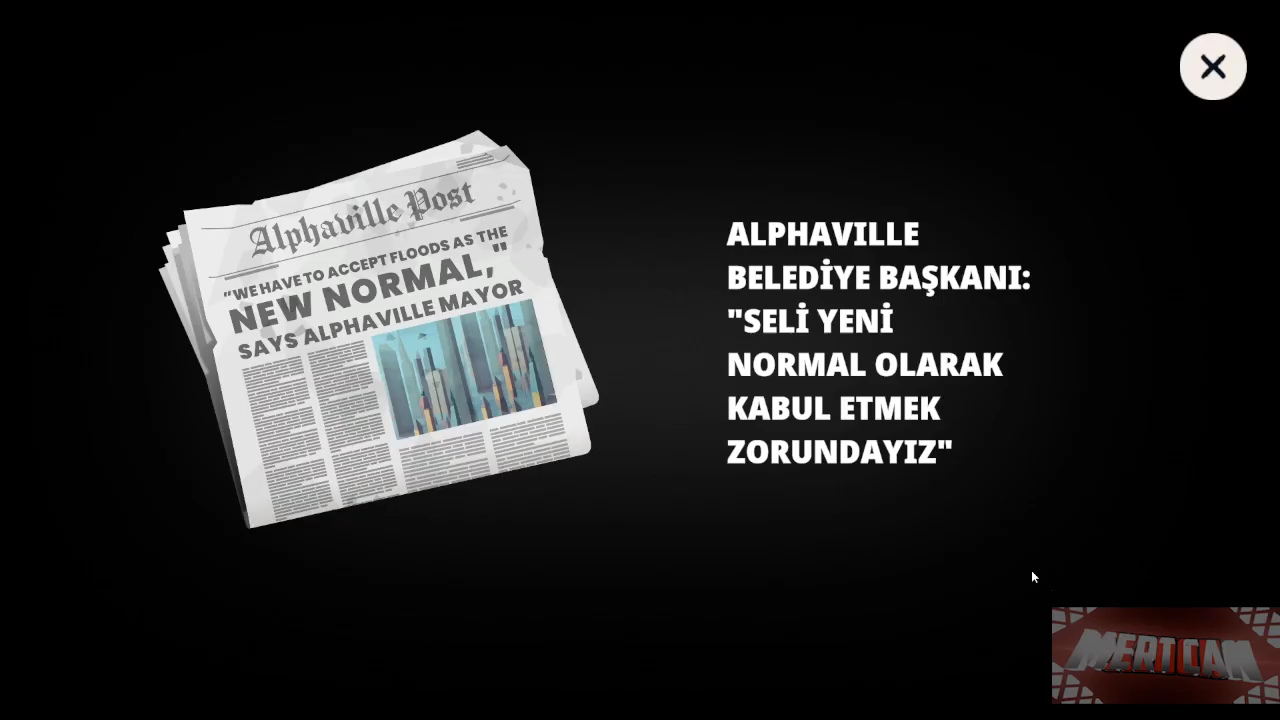 Alphaville Post
"WE HAVE TO ACCEPT FLOODS AS THE
NEW NORMAL,"
SAYS ALPHAVILLE MAYOR
ALPHAVILLE
BELEDİYE BAŞKANI:
"SELİ YENİ
NORMAL OLARAK
KABUL ETMEK
ZORUNDAYIZ"
MERTCAN